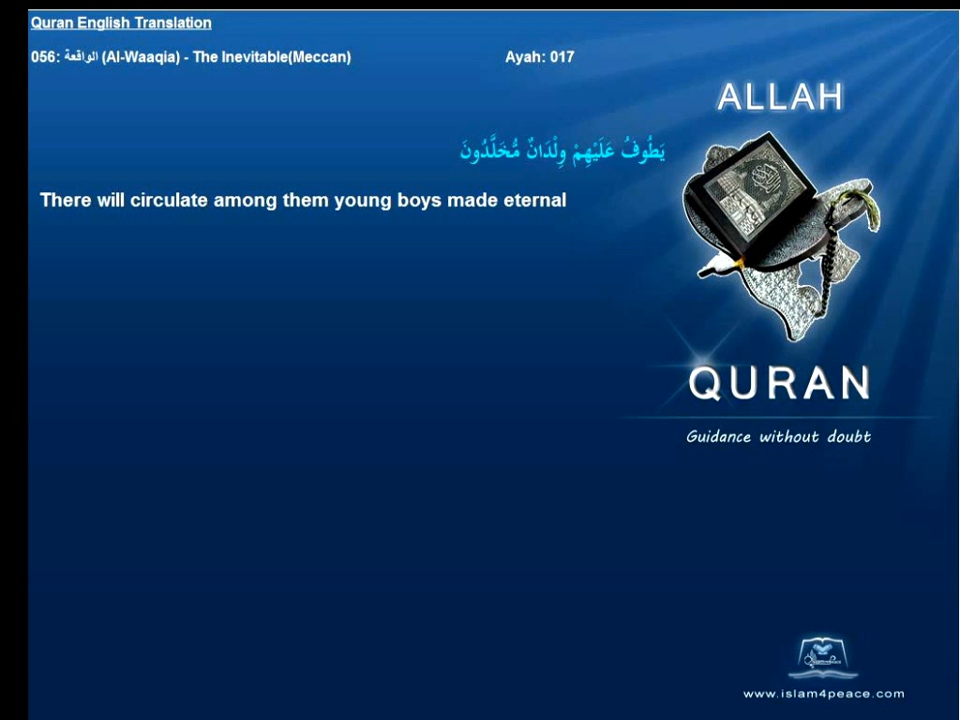 Quran English Translation
056: الواقعة (Al-Waaqia) - The Inevitable(Meccan) Ayah: 017
ALLAH
يَطُوفُ عَلَيْهِمْ وِلْدَانٌ مُّخَلَّدُونَ
There will circulate among them young boys made eternal
QURAN
Guidance without doubt
www.islam4peace.com